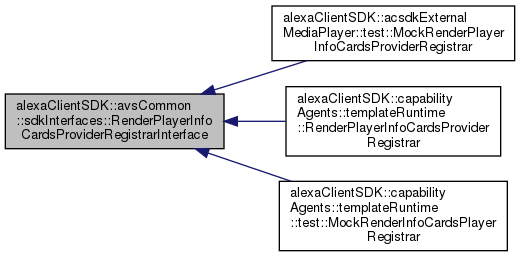 alexaClientSDK::acsdkExternal
MediaPlayer::test::MockRenderPlayer
InfoCardsProviderRegistrar
alexaClientSDK::avsCommon
::sdkInterfaces::RenderPlayerInfo
CardsProviderRegistrarInterface
alexaClientSDK::capability
Agents::templateRuntime
::RenderPlayerInfoCardsProvider
Registrar
alexaClientSDK::capability
Agents::templateRuntime
::test::MockRenderInfoCardsPlayer
Registrar